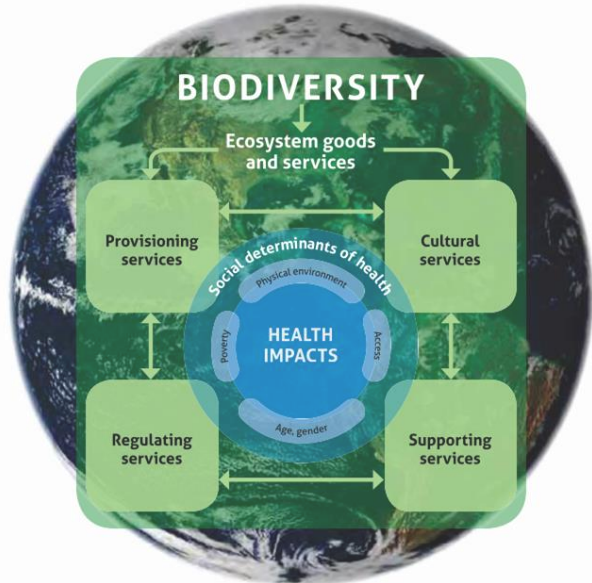 BIODIVERSITY
Ecosystem goods
and services
Provisioning
services
Cultural
services
Social determinants of health
Physical environment
Poverty
HEALTH
IMPACTS
Access
Age, gender
Regulating
services
Supporting
services